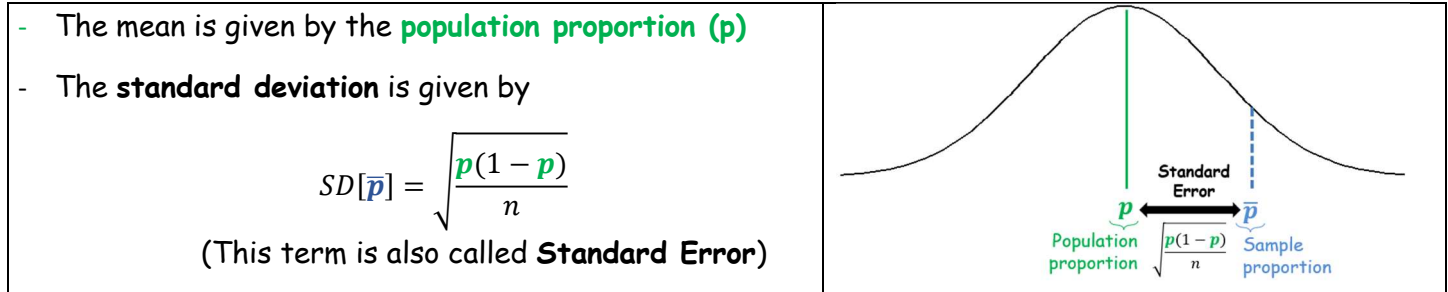 - The mean is given by the population proportion (p)
- The standard deviation is given by
SD[p̅] = √(p(1 − p)/n)
(This term is also called Standard Error)
Standard
Error
p p̅
Population √(p(1 − p)/n) Sample
proportion proportion